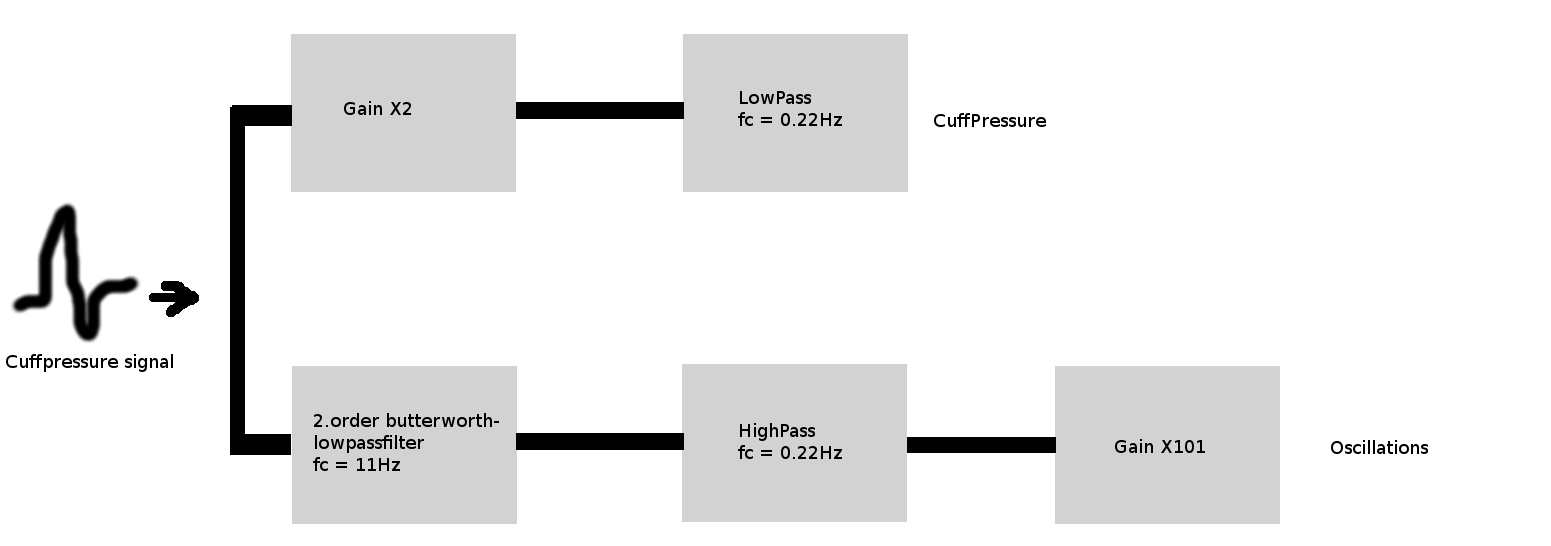 Gain X2
LowPass
fc = 0.22Hz
CuffPressure
Cuffpressure signal
2.order butterworth-
lowpassfilter
fc = 11Hz
HighPass
fc = 0.22Hz
Gain X101
Oscillations